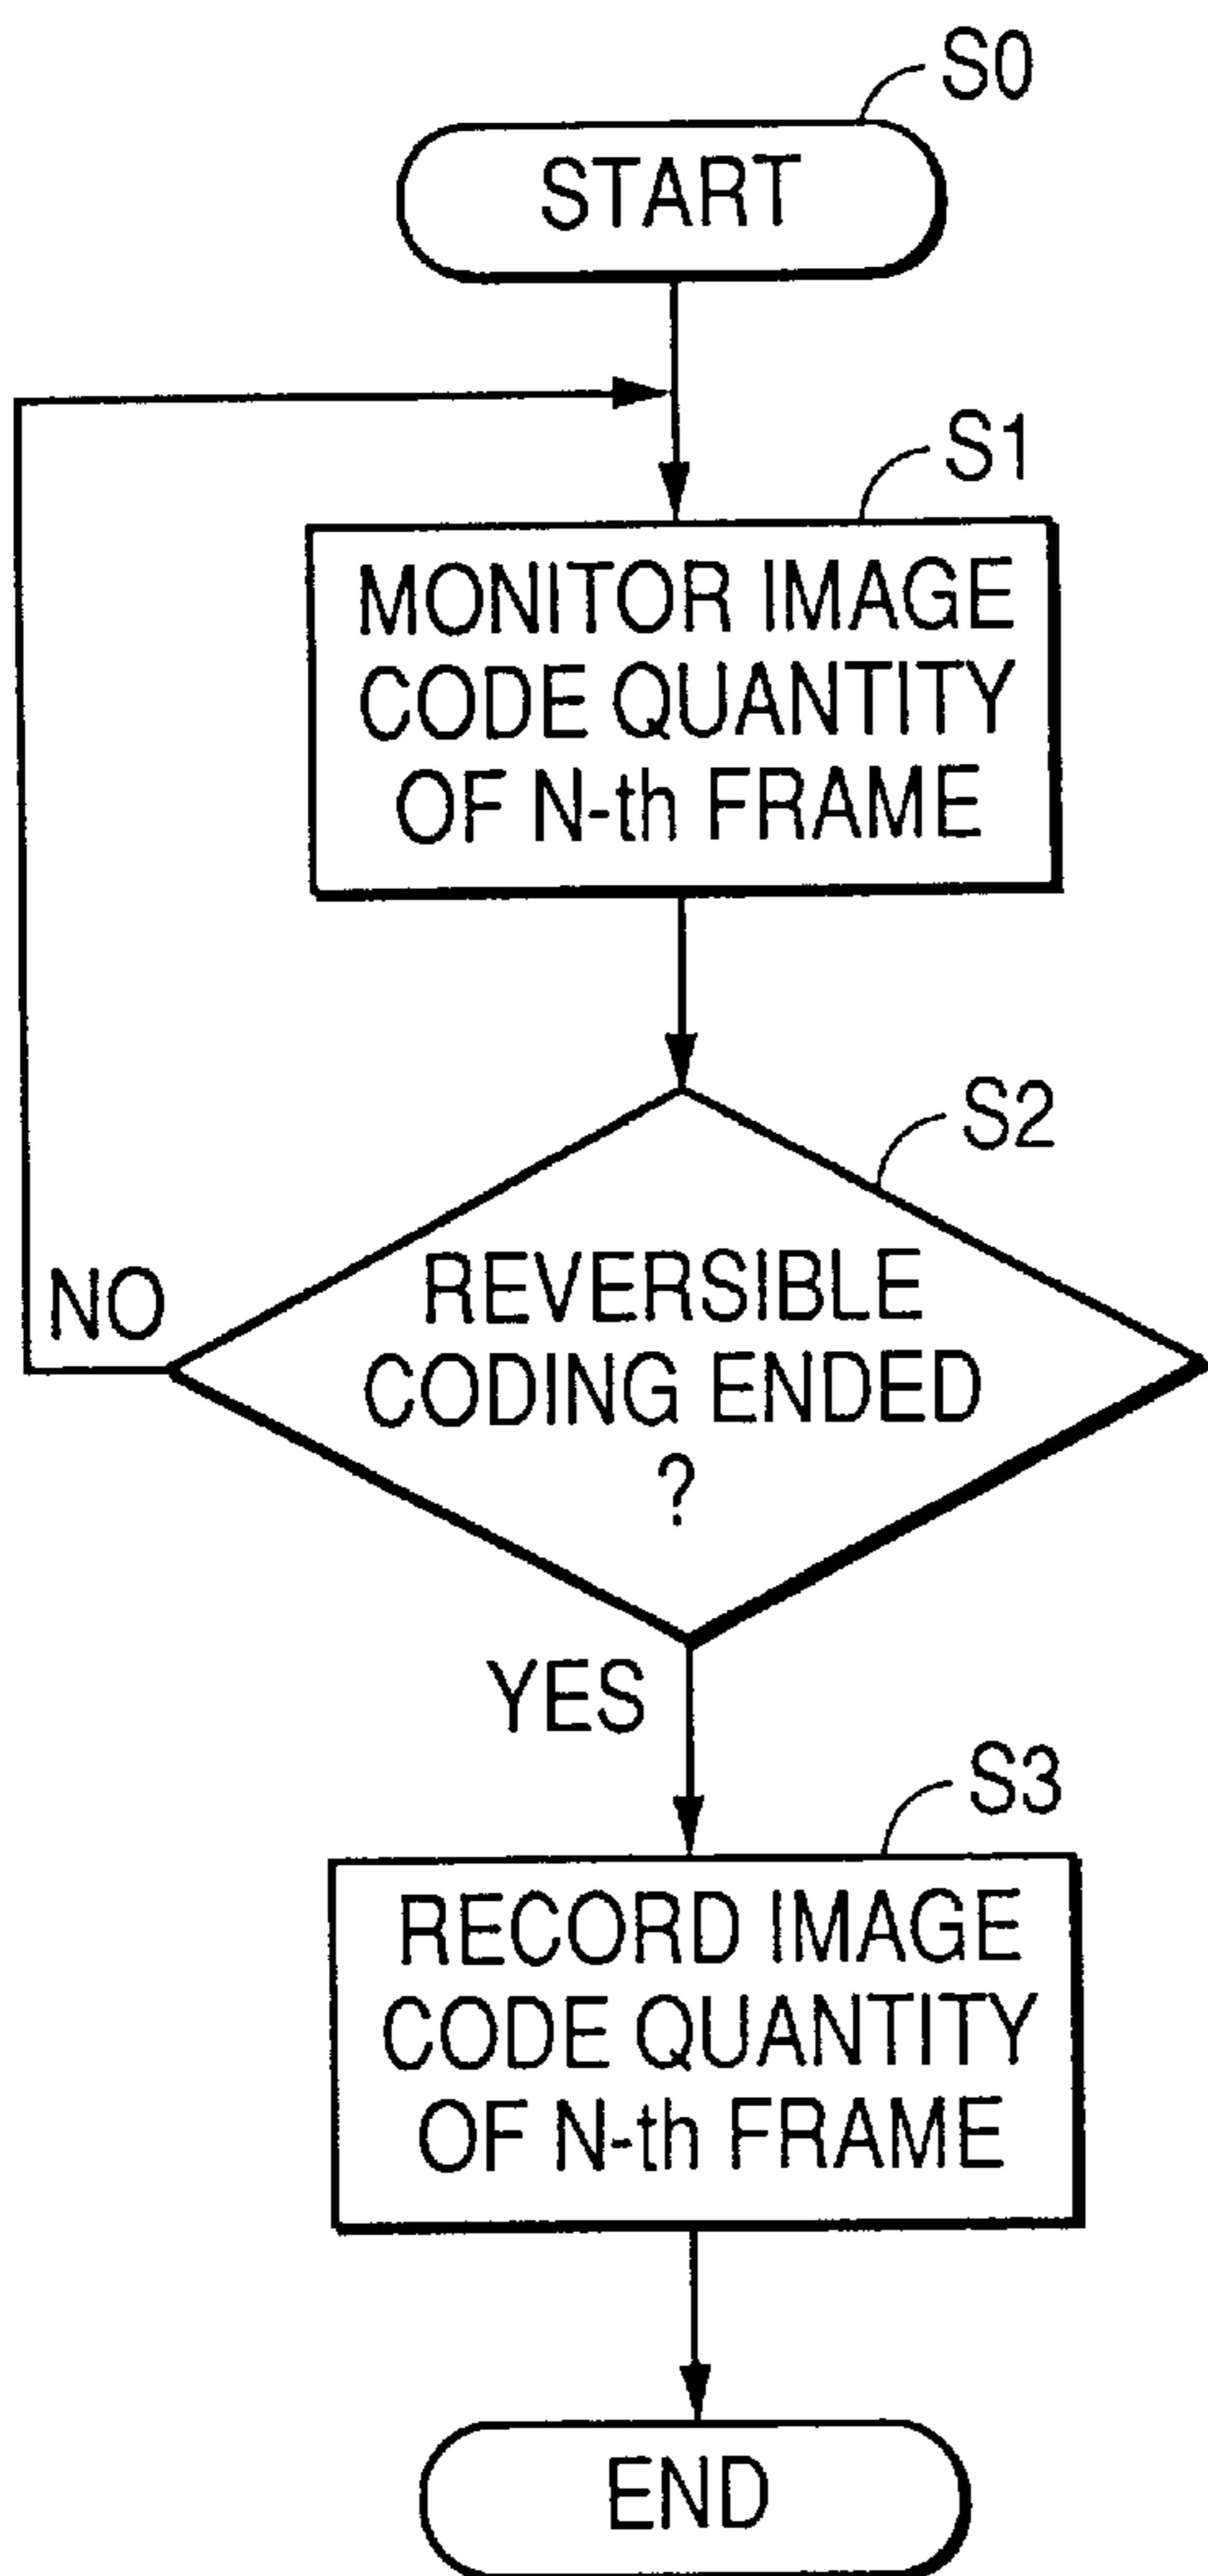 S0
START
S1
MONITOR IMAGE
CODE QUANTITY
OF N-th FRAME
S2
REVERSIBLE
CODING ENDED
?
NO
YES
S3
RECORD IMAGE
CODE QUANTITY
OF N-th FRAME
END